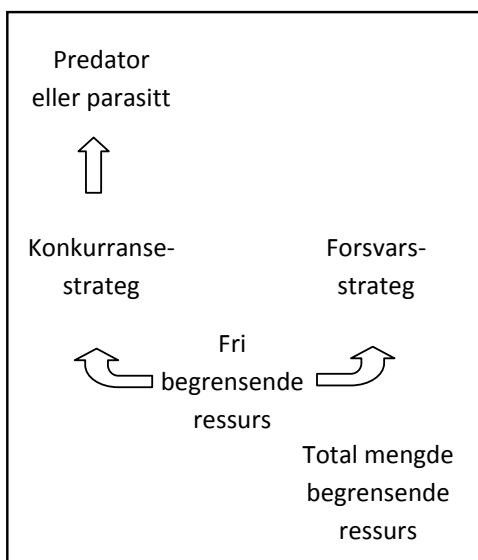 Predator
eller parasitt
Konkurranse-
strateg
Forsvars-
strateg
Fri
begrensende
ressurs
Total mengde
begrensende
ressurs